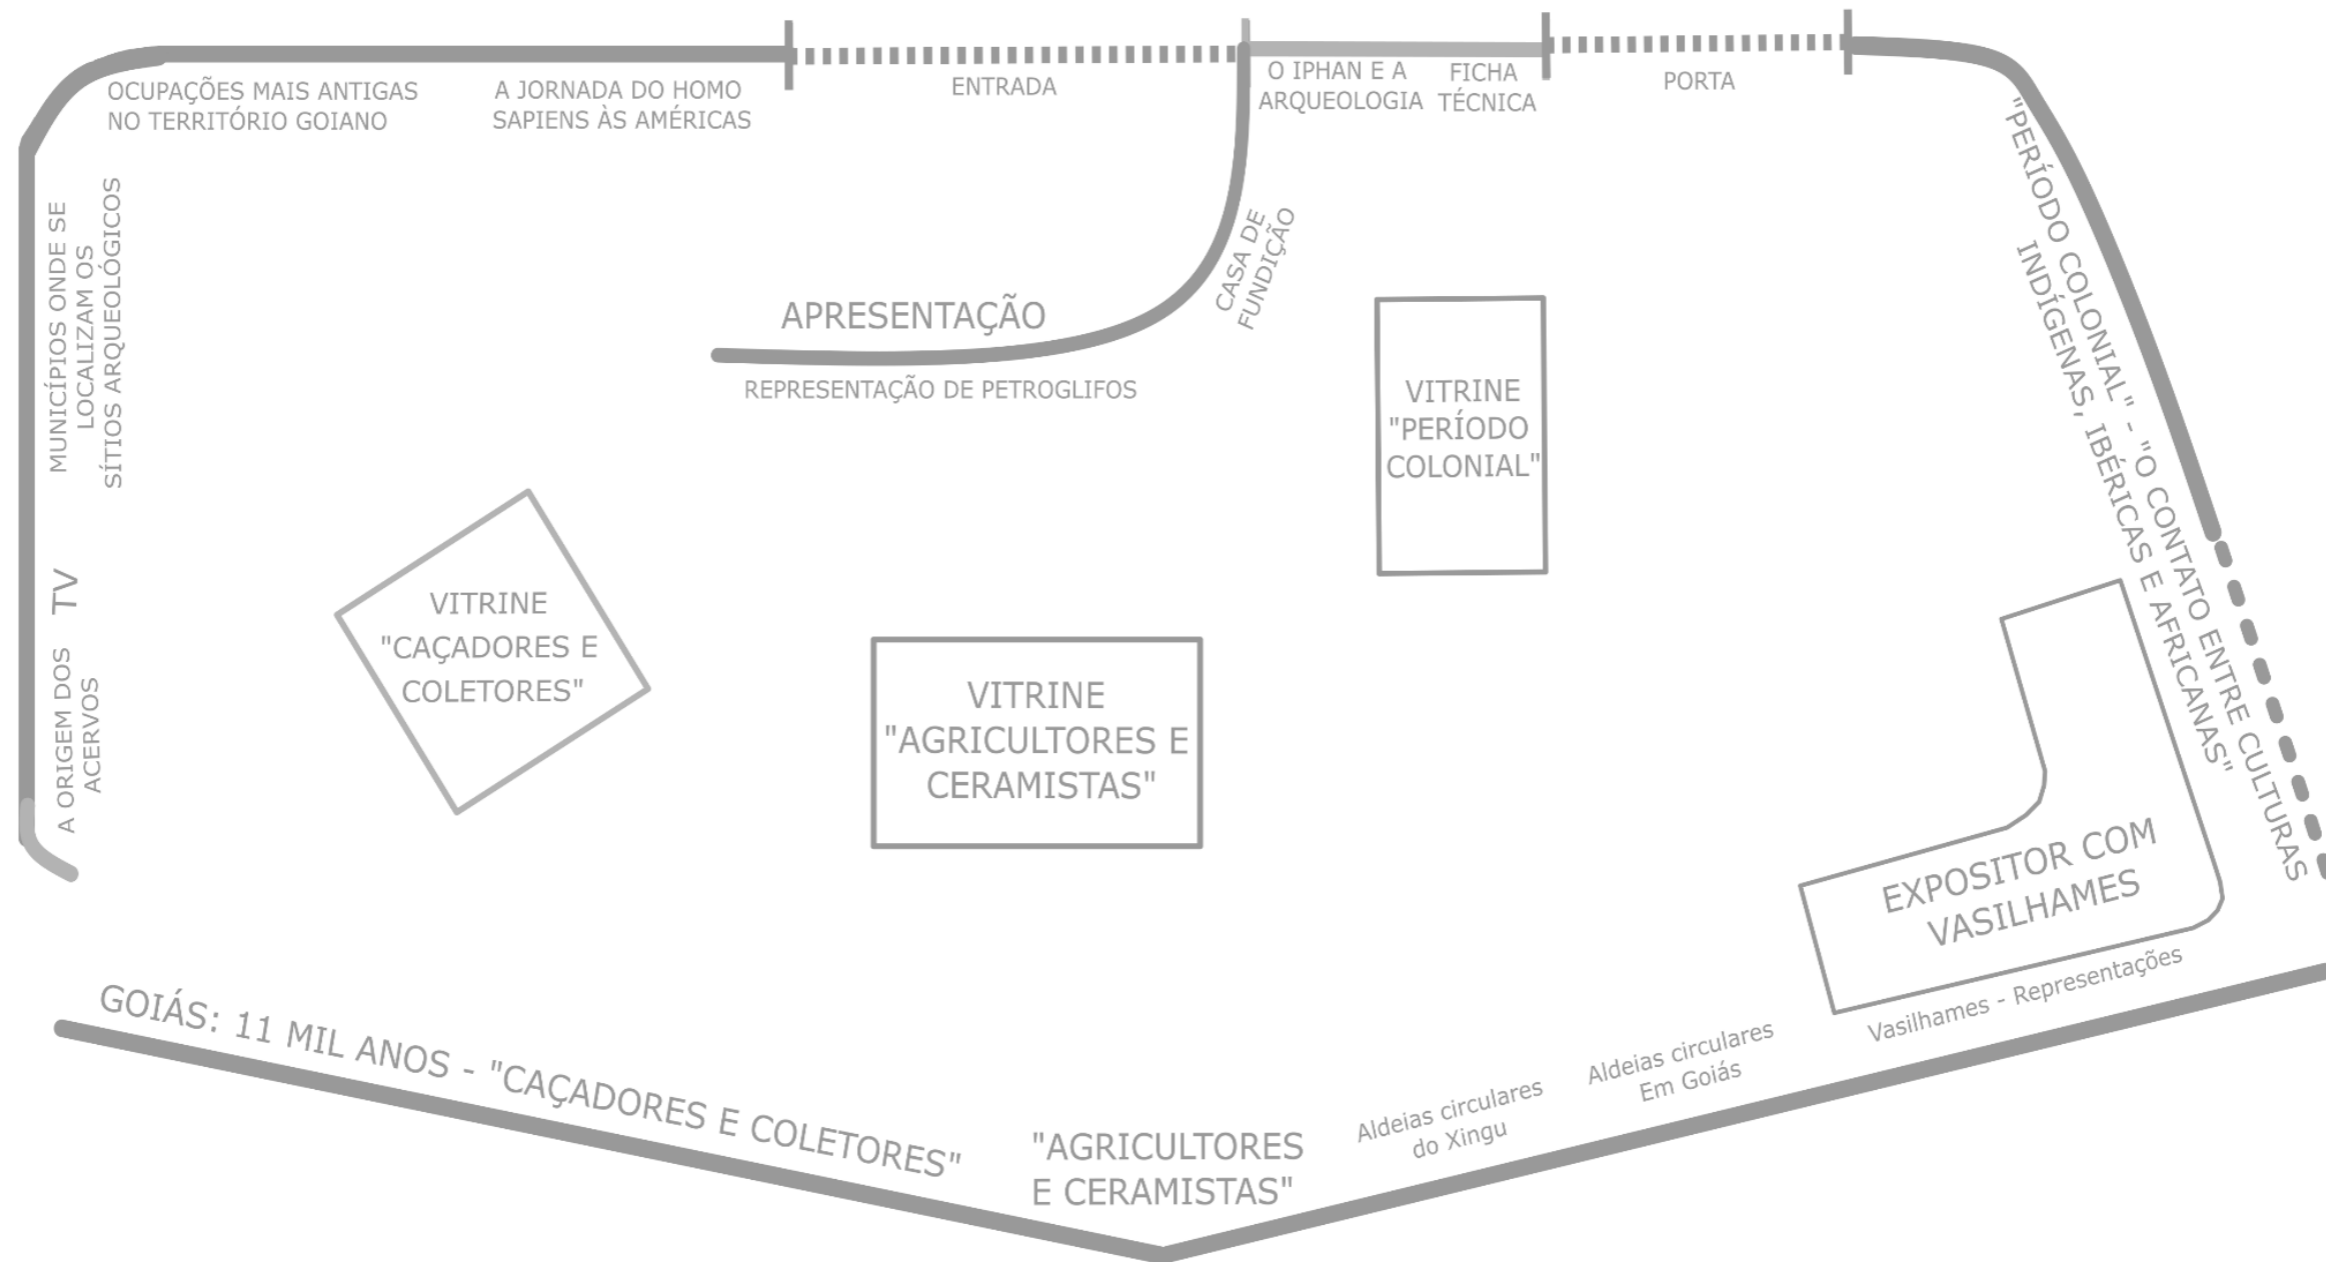 OCUPAÇÕES MAIS ANTIGAS
NO TERRITÓRIO GOIANO
A JORNADA DO HOMO
SAPIENS ÀS AMÉRICAS
ENTRADA
O IPHAN E A
ARQUEOLOGIA
FICHA
TÉCNICA
PORTA
MUNICÍPIOS ONDE SE
LOCALIZAM OS
SÍTIOS ARQUEOLÓGICOS
TV
A ORIGEM DOS
ACERVOS
APRESENTAÇÃO
REPRESENTAÇÃO DE PETROGLIFOS
CASA DE
FUNDIÇÃO
"PERÍODO COLONIAL" - "O CONTATO ENTRE CULTURAS
INDÍGENAS, IBÉRICAS E AFRICANAS"
VITRINE
"PERÍODO
COLONIAL"
VITRINE
"CAÇADORES E
COLETORES"
VITRINE
"AGRICULTORES E
CERAMISTAS"
EXPOSITOR COM
VASILHAMES
Vasilhames - Representações
GOIÁS: 11 MIL ANOS - "CAÇADORES E COLETORES"
"AGRICULTORES
E CERAMISTAS"
Aldeias circulares
do Xingu
Aldeias circulares
Em Goiás